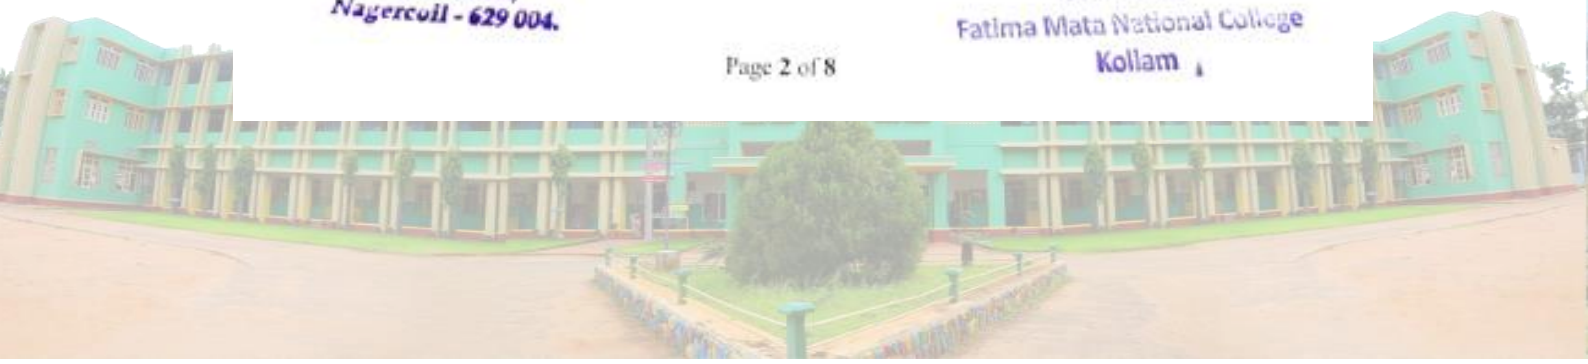 Nagercoil - 629 004.
Fatima Mata National College
Kollam
Page 2 of 8